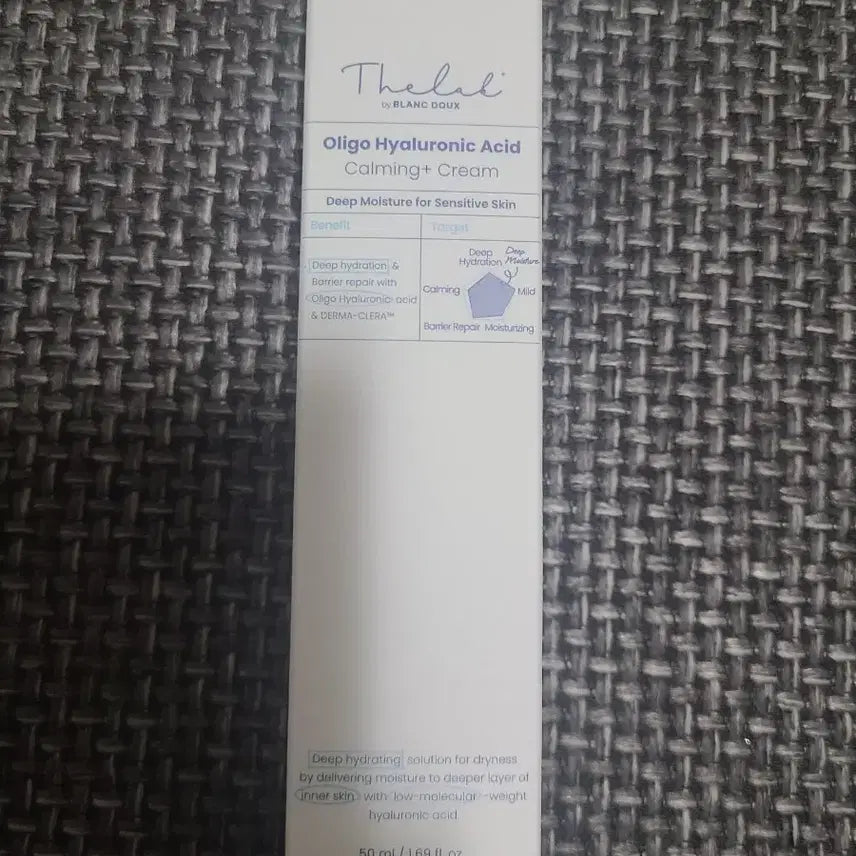 Thelab
by BLANC DOUX
Oligo Hyaluronic Acid
Calming+ Cream
Deep Moisture for Sensitive Skin
Benefit
Target
Deep hydration &
Barrier repair with
Oligo Hyaluronic acid
& DERMA-CLERA™
Deep
Hydration
Deep
Moisture
Calming
Mild
Barrier Repair
Moisturizing
Deep hydrating solution for dryness
by delivering moisture to deeper layer of
inner skin with low-molecular-weight
hyaluronic acid
50 ml / 1.69 fl. oz